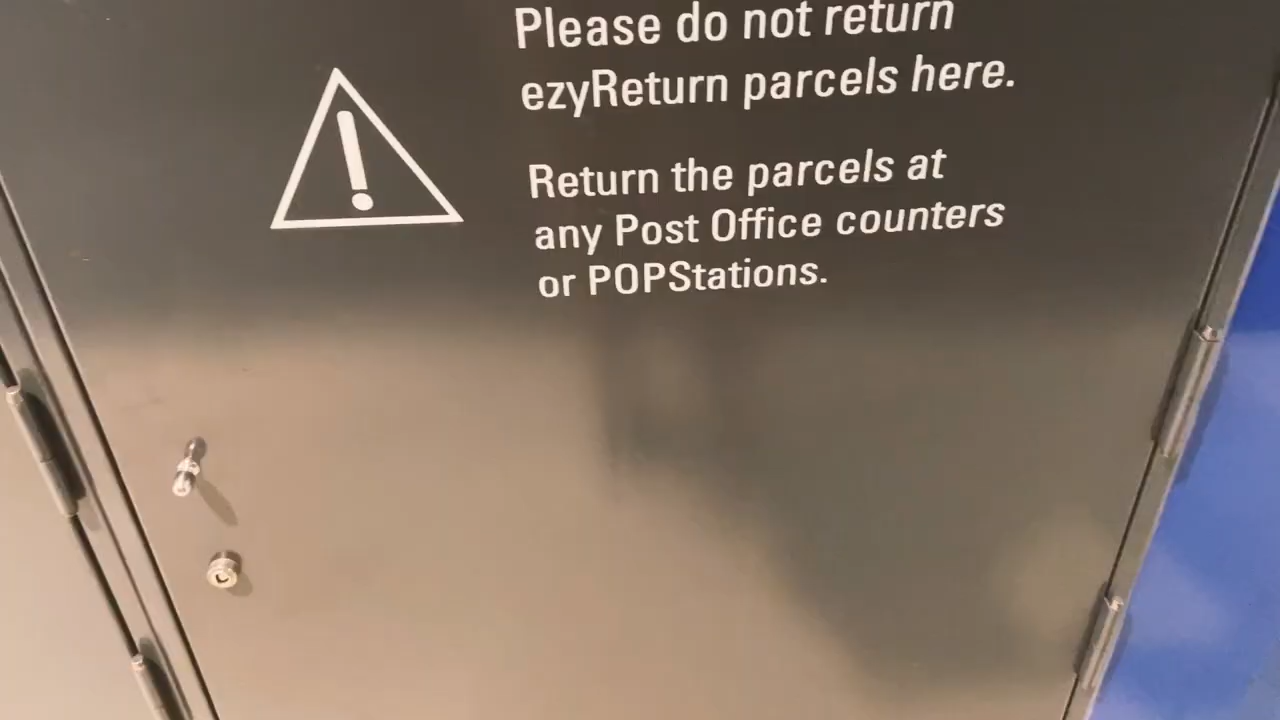 Please do not return
ezyReturn parcels here.
Return the parcels at
any Post Office counters
or POPStations.